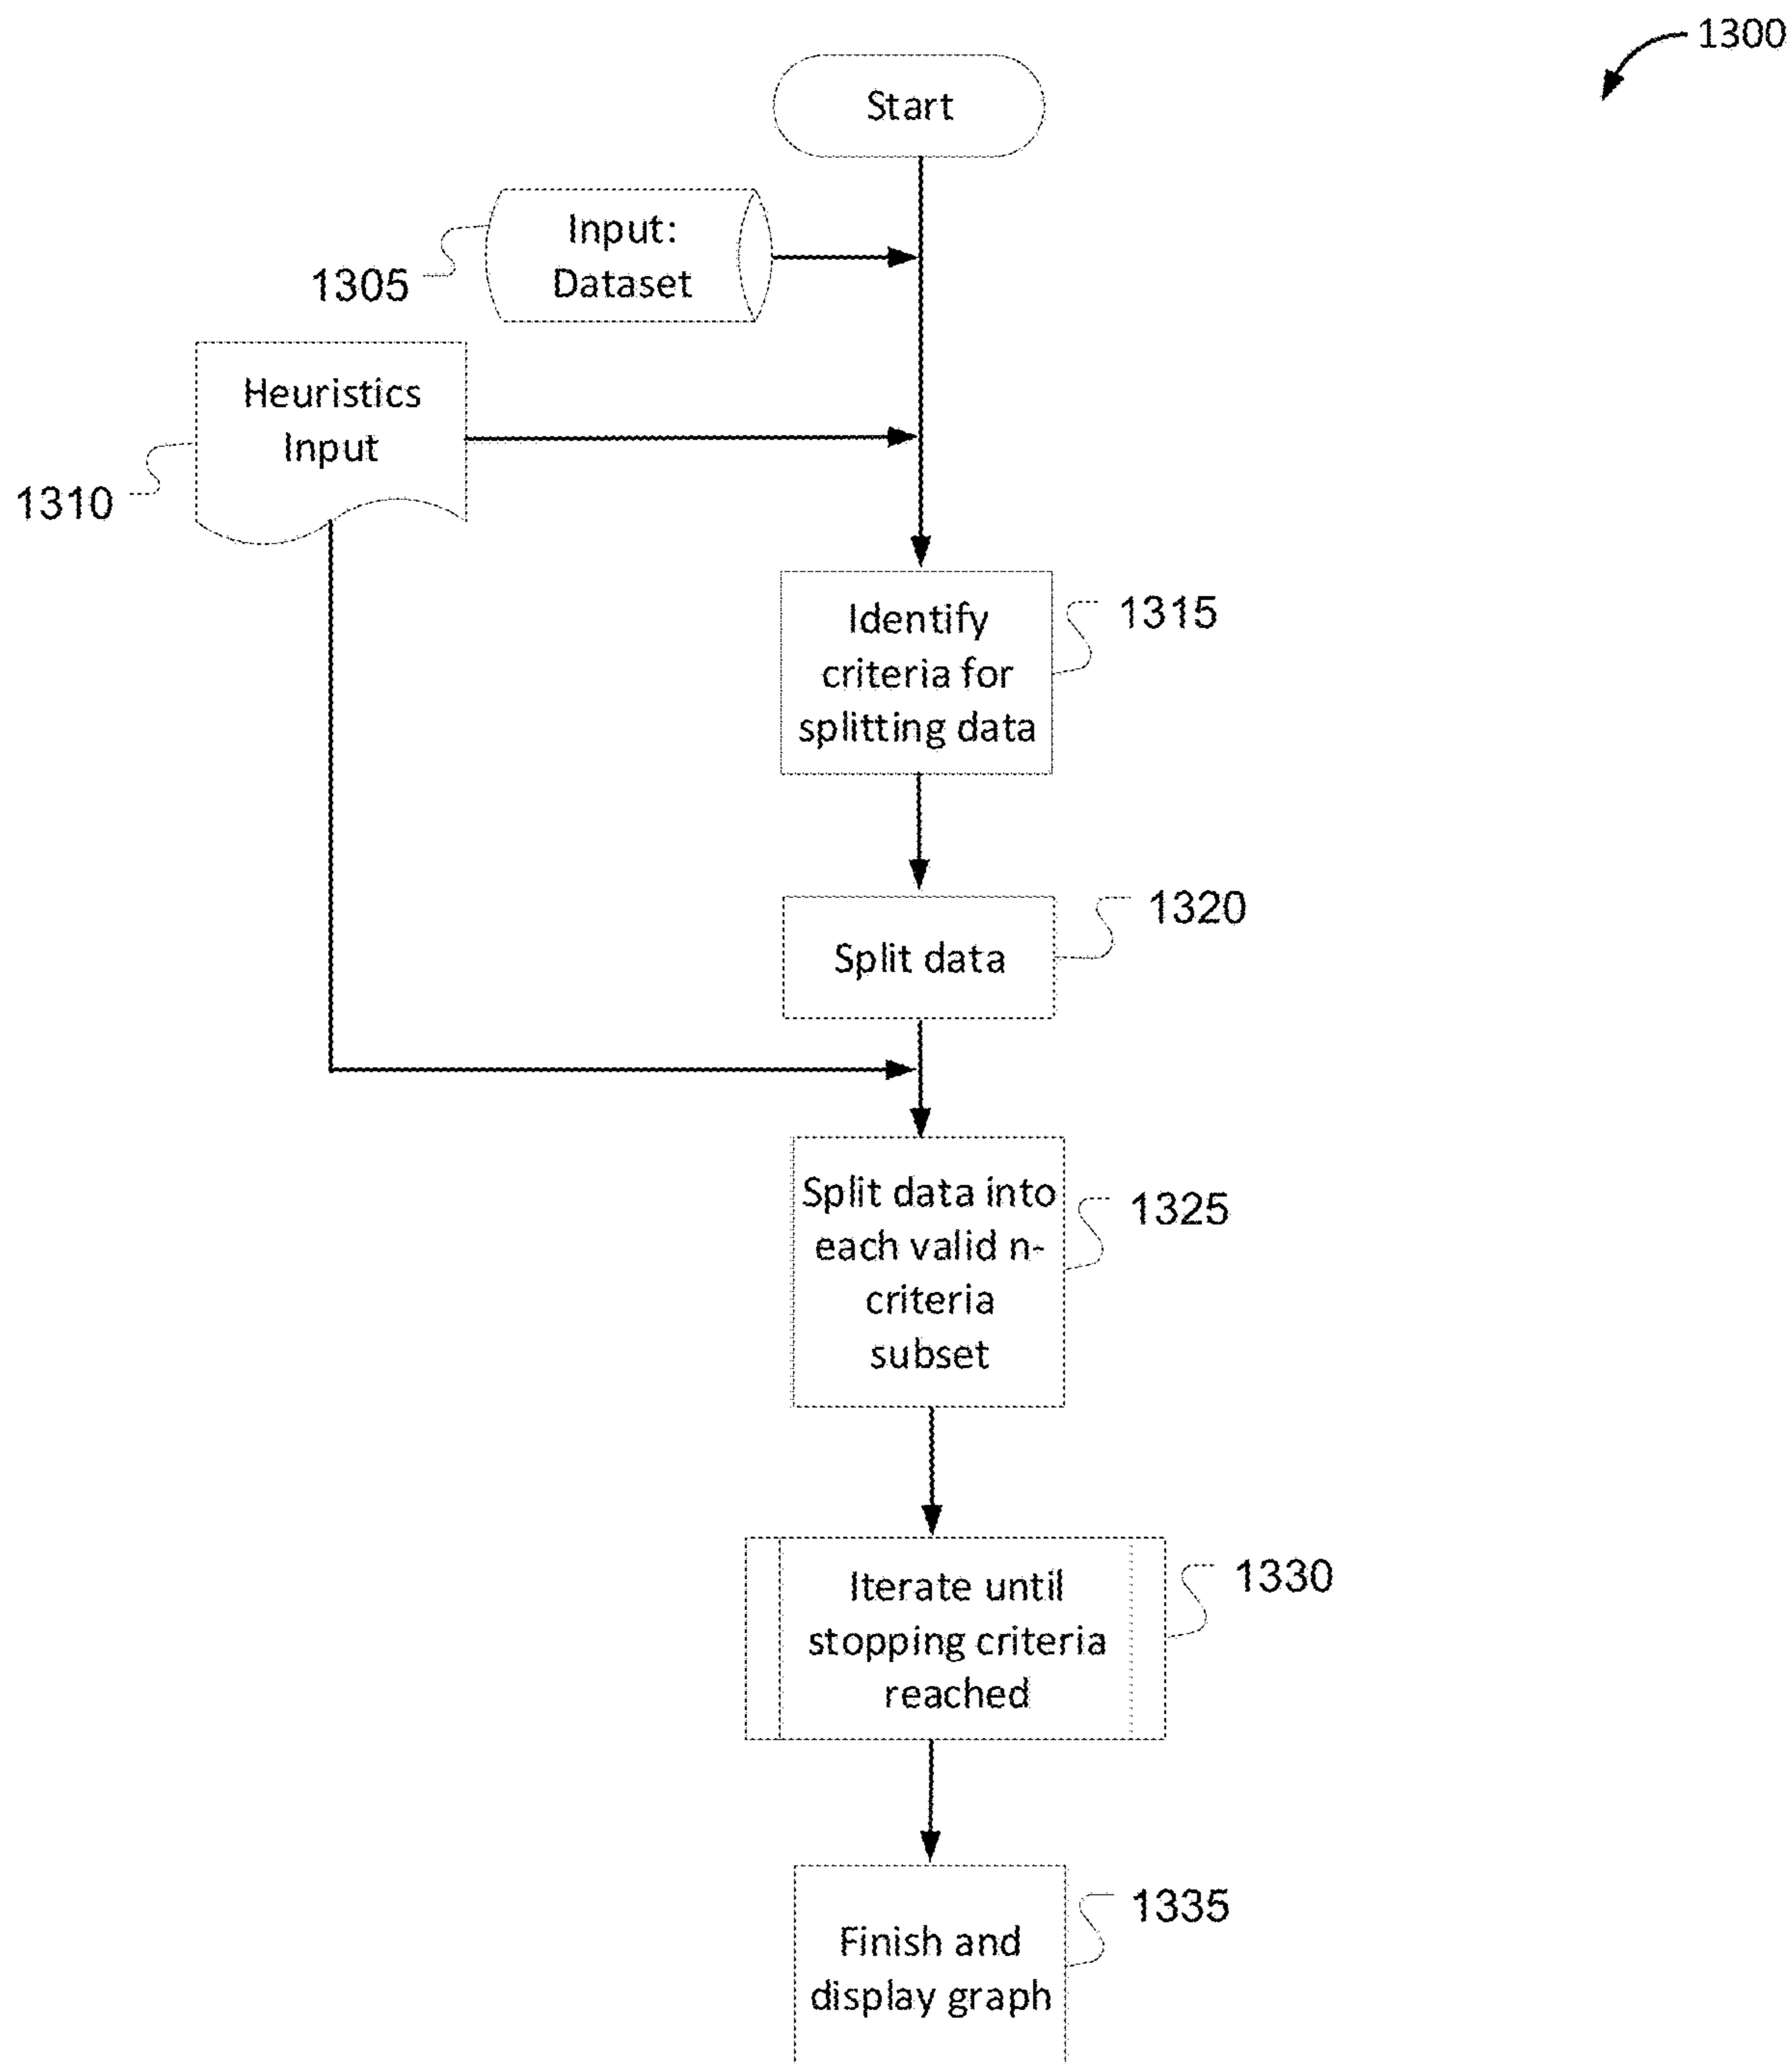 1300
Start
Input:
Dataset
1305
Heuristics
Input
1310
Identify
criteria for
splitting data
1315
Split data
1320
Split data into
each valid n-
criteria
subset
1325
Iterate until
stopping criteria
reached
1330
Finish and
display graph
1335